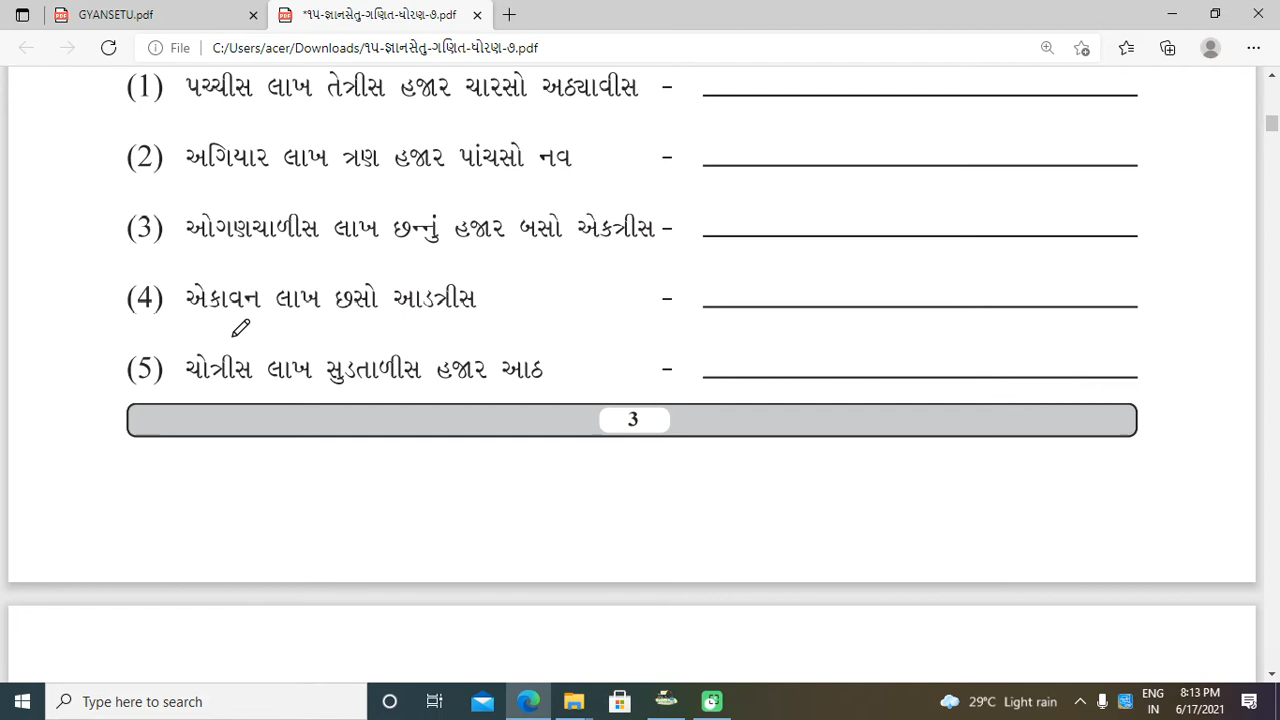 GYANSETU.pdf
*૧૫-જ્ઞાનસેતુ-ગણિત-ધોરણ-૭.pdf
File C:/Users/acer/Downloads/૧૫-જ્ઞાનસેતુ-ગણિત-ધોરણ-૭.pdf
(1) પચ્ચીસ લાખ તેત્રીસ હજાર ચારસો અઠ્યાવીસ -
(2) અગિયાર લાખ ત્રણ હજાર પાંચસો નવ -
(3) ઓગણચાળીસ લાખ છન્નું હજાર બસો એકત્રીસ -
(4) એકાવન લાખ છસો આડત્રીસ -
(5) ચોત્રીસ લાખ સુડતાળીસ હજાર આઠ -
3
Type here to search
29°C Light rain
ENG
IN
8:13 PM
6/17/2021